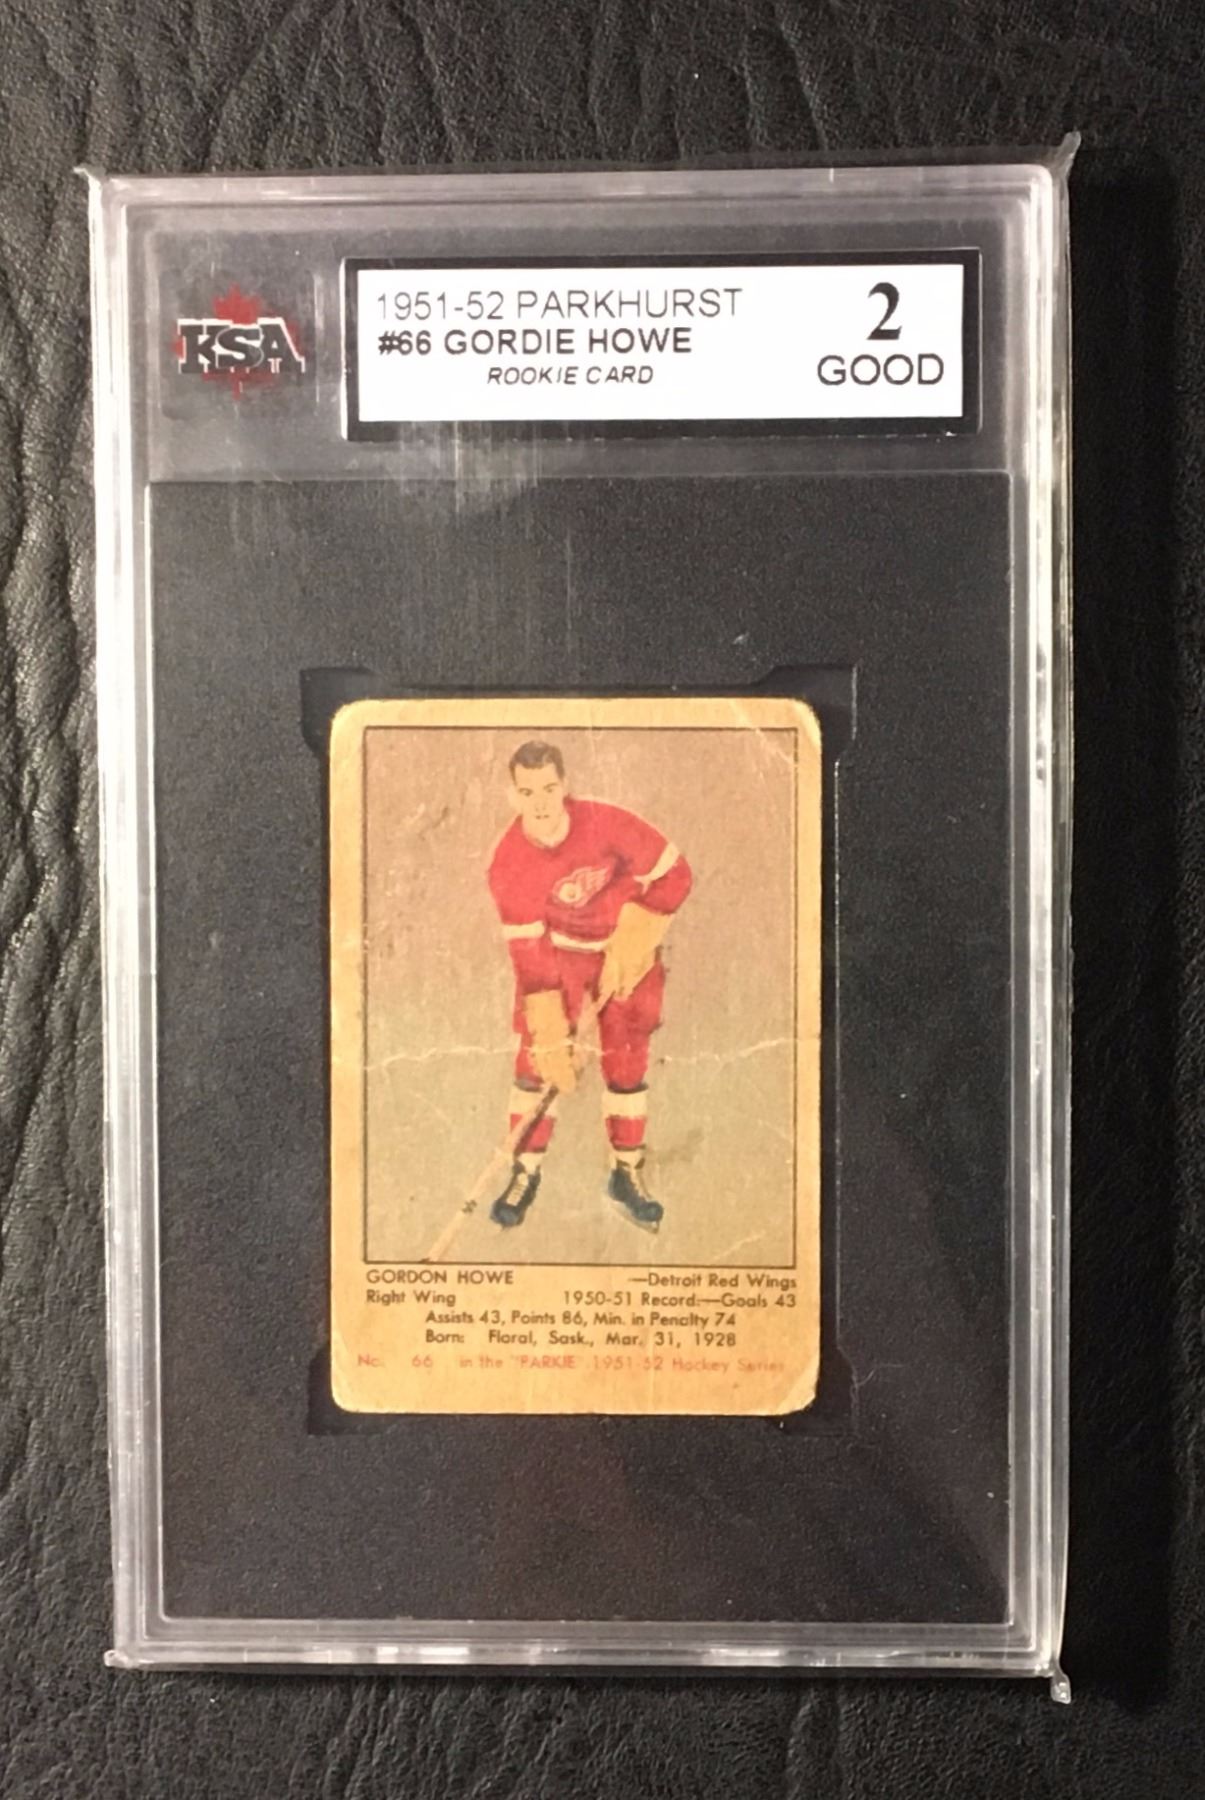 KSA
1951-52 PARKHURST
#66 GORDIE HOWE
ROOKIE CARD
2
GOOD
GORDON HOWE —Detroit Red Wings
Right Wing 1950-51 Record:—Goals 43
Assists 43, Points 86, Min. in Penalty 74
Born: Floral, Sask., Mar. 31, 1928
No. 66 in the "PARKIE" 1951-52 Hockey Series